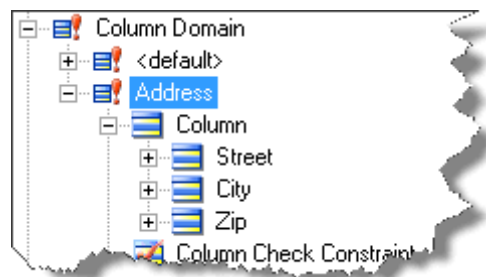 Column Domain
<default>
Address
Column
Street
City
Zip
Column Check Constraint